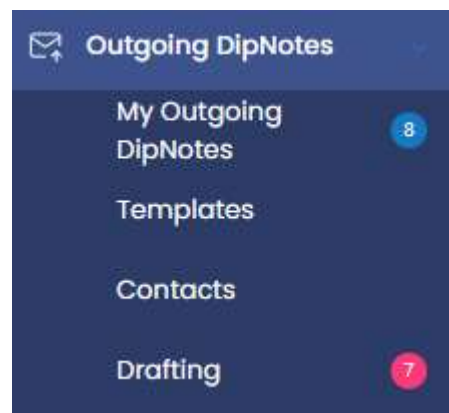 Outgoing DipNotes
My Outgoing
DipNotes
8
Templates
Contacts
Drafting
7